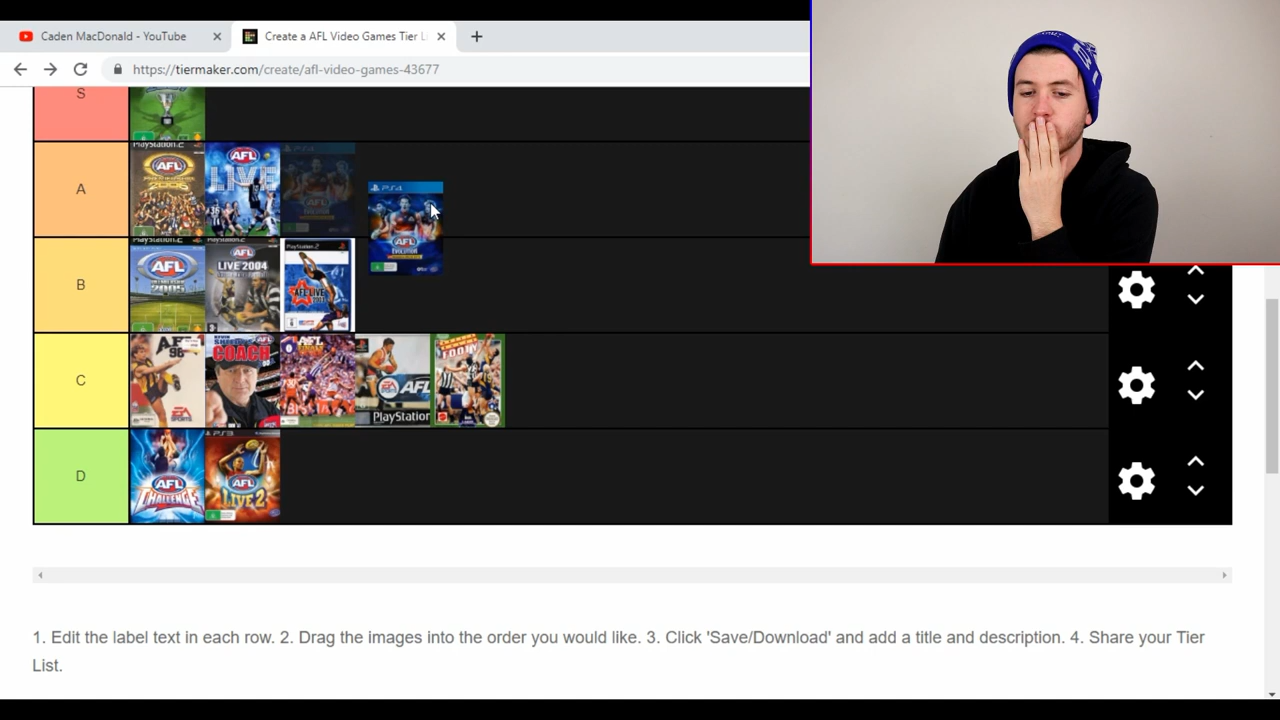 Caden MacDonald - YouTube
Create a AFL Video Games Tier Li
https://tiermaker.com/create/afl-video-games-43677
S
A
PlayStation.2
AFL
2006
AFL
LIVE
PS4
AFL
EVOLUTION
B
PlayStation.2
AFL
2005
AFL
LIVE 2004
PlayStation 2
AFL LIVE
C
AFL
98
EA
SPORTS
COACH
AFL
EA
SPORTS
AFL
PlayStation
FOOTY
D
AFL
CHALLENGE
PS3
AFL
LIVE 2
1. Edit the label text in each row. 2. Drag the images into the order you would like. 3. Click 'Save/Download' and add a title and description. 4. Share your Tier
List.